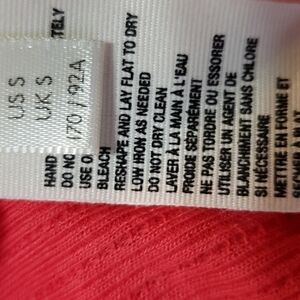 US S
UK S
170 / 92A
HAND
TELY
DO NO
USE O
BLEACH
RESHAPE AND LAY FLAT TO DRY
LOW IRON AS NEEDED
DO NOT DRY CLEAN
LAVER À LA MAIN À L'EAU
FROIDE SÉPARÉMENT
NE PAS TORDRE OU ESSORER
UTILISER UN AGENT DE
BLANCHIMENT SANS CHLORE
SI NÉCESSAIRE
METTRE EN FORME ET